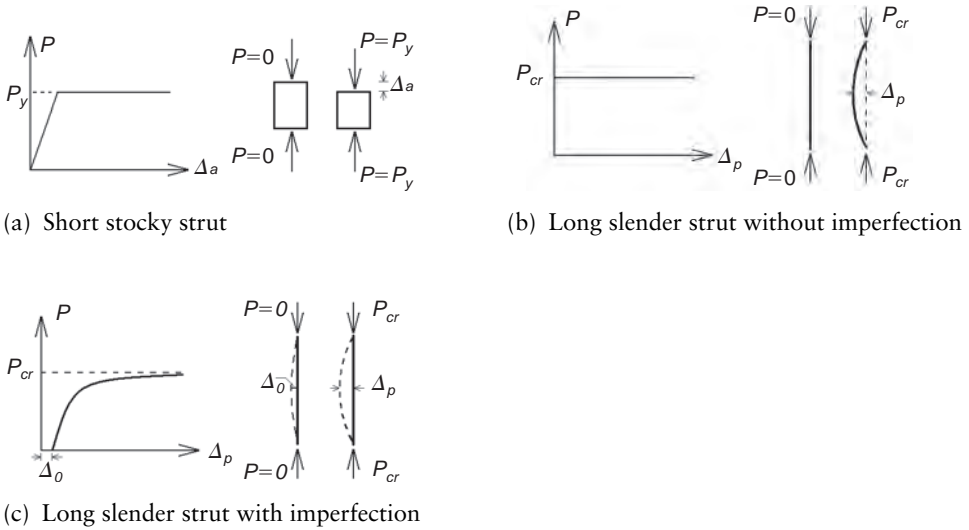 P
P_y
Δ_a
P=0
P=P_y
Δ_a
P=0
P=P_y
(a) Short stocky strut
P
P_cr
Δ_p
P=0
P_cr
Δ_p
P=0
P_cr
(b) Long slender strut without imperfection
P
P_cr
Δ_0
Δ_p
P=0
P_cr
Δ_0
Δ_p
P=0
P_cr
(c) Long slender strut with imperfection